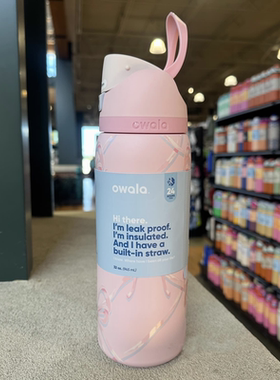 owala
owala
24
Hi there.
I'm leak proof.
I'm insulated.
And I have a
built-in straw.